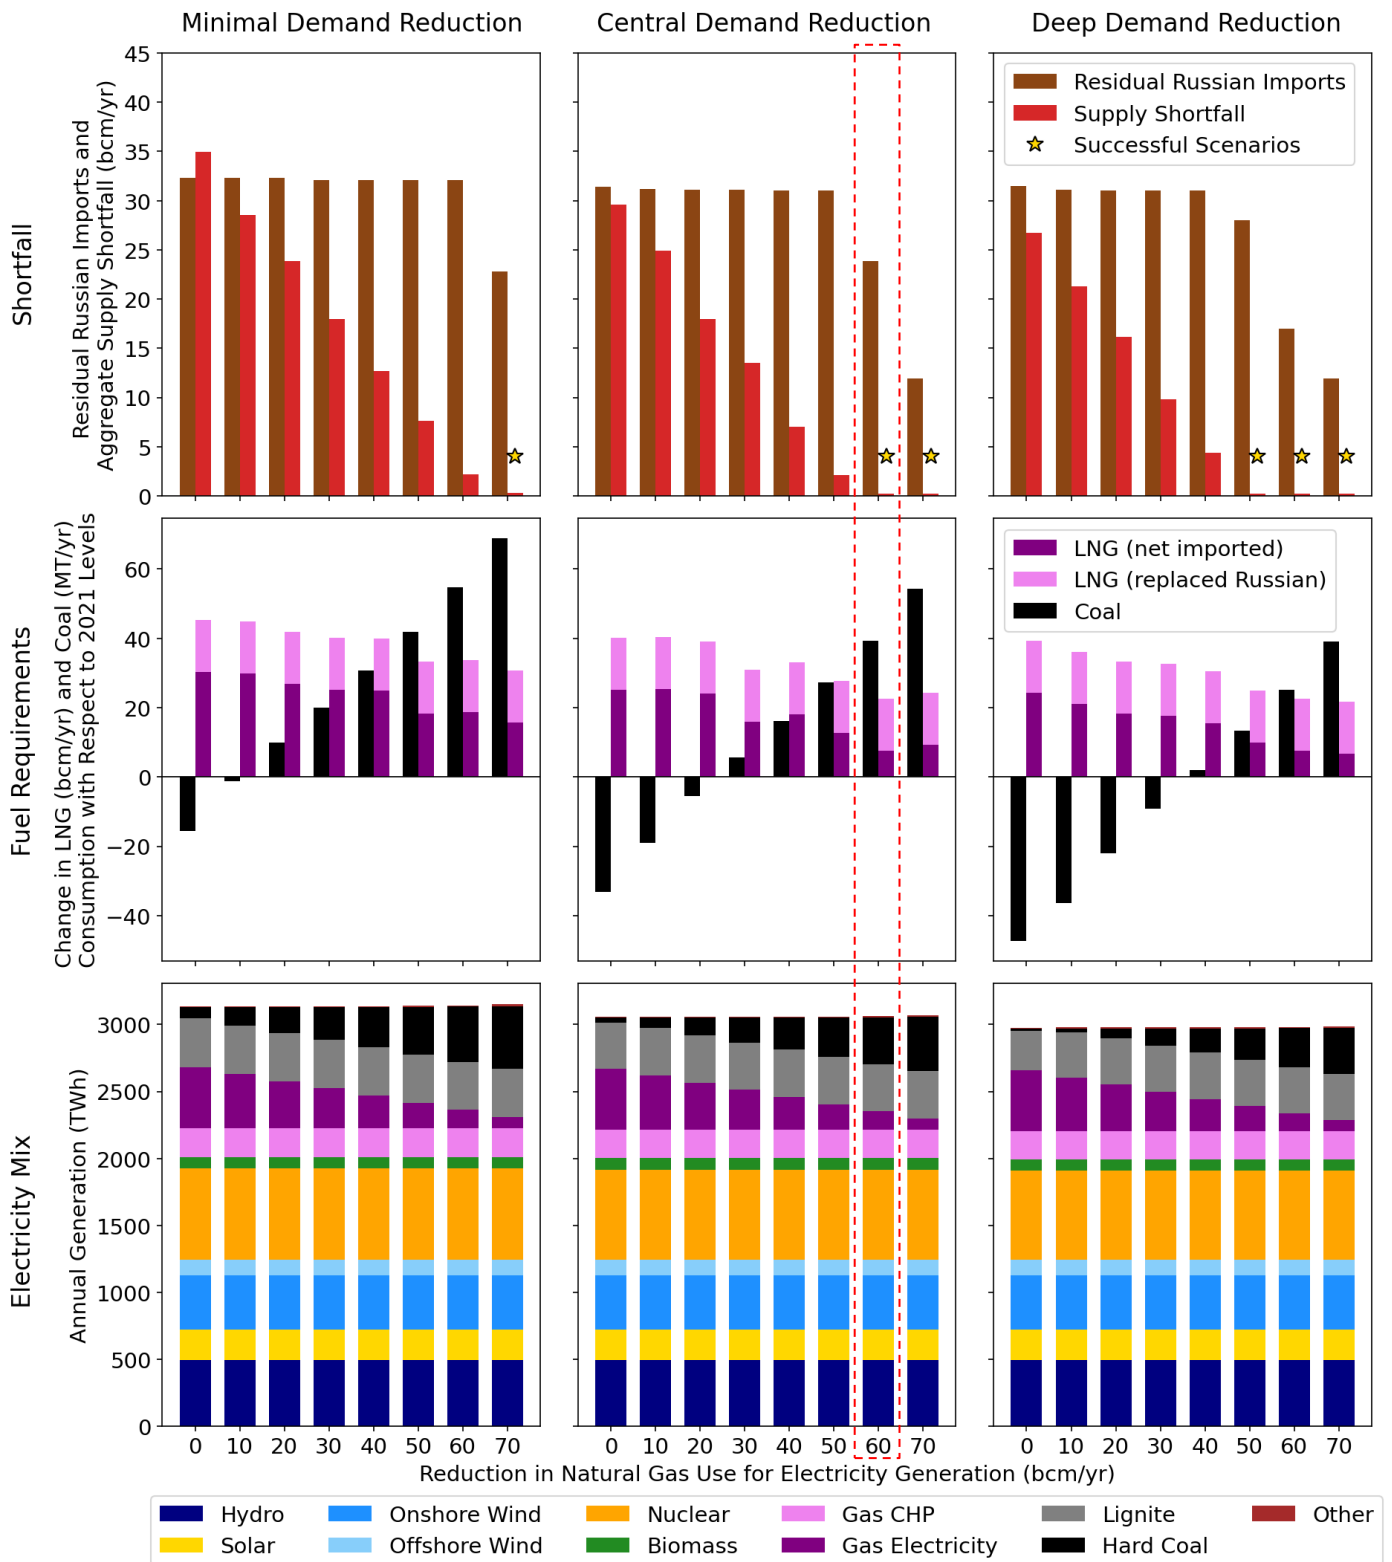 Minimal Demand Reduction
Central Demand Reduction
Deep Demand Reduction
Shortfall
Residual Russian Imports and
Aggregate Supply Shortfall (bcm/yr)
45
40
35
30
25
20
15
10
5
0
Residual Russian Imports
Supply Shortfall
Successful Scenarios
Fuel Requirements
Change in LNG (bcm/yr) and Coal (MT/yr)
Consumption with Respect to 2021 Levels
60
40
20
0
−20
−40
LNG (net imported)
LNG (replaced Russian)
Coal
Electricity Mix
Annual Generation (TWh)
3000
2500
2000
1500
1000
500
0
0 10 20 30 40 50 60 70
0 10 20 30 40 50 60 70
0 10 20 30 40 50 60 70
Reduction in Natural Gas Use for Electricity Generation (bcm/yr)
Hydro Onshore Wind Nuclear Gas CHP Lignite Other
Solar Offshore Wind Biomass Gas Electricity Hard Coal